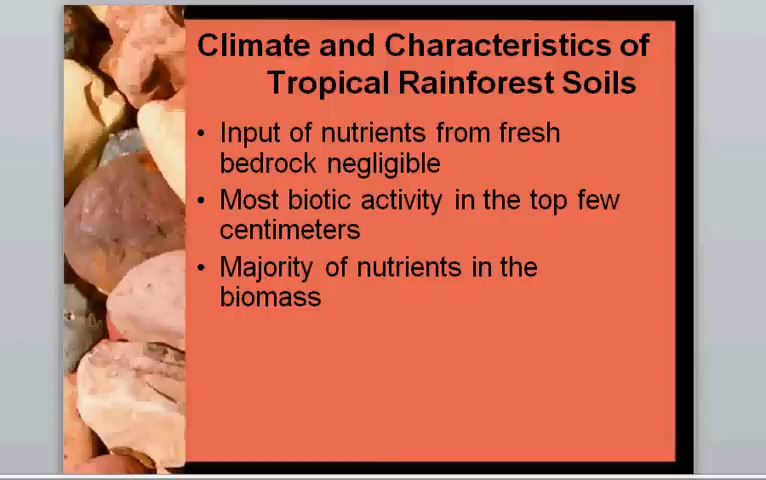 Climate and Characteristics of
Tropical Rainforest Soils
• Input of nutrients from fresh
bedrock negligible
• Most biotic activity in the top few
centimeters
• Majority of nutrients in the
biomass